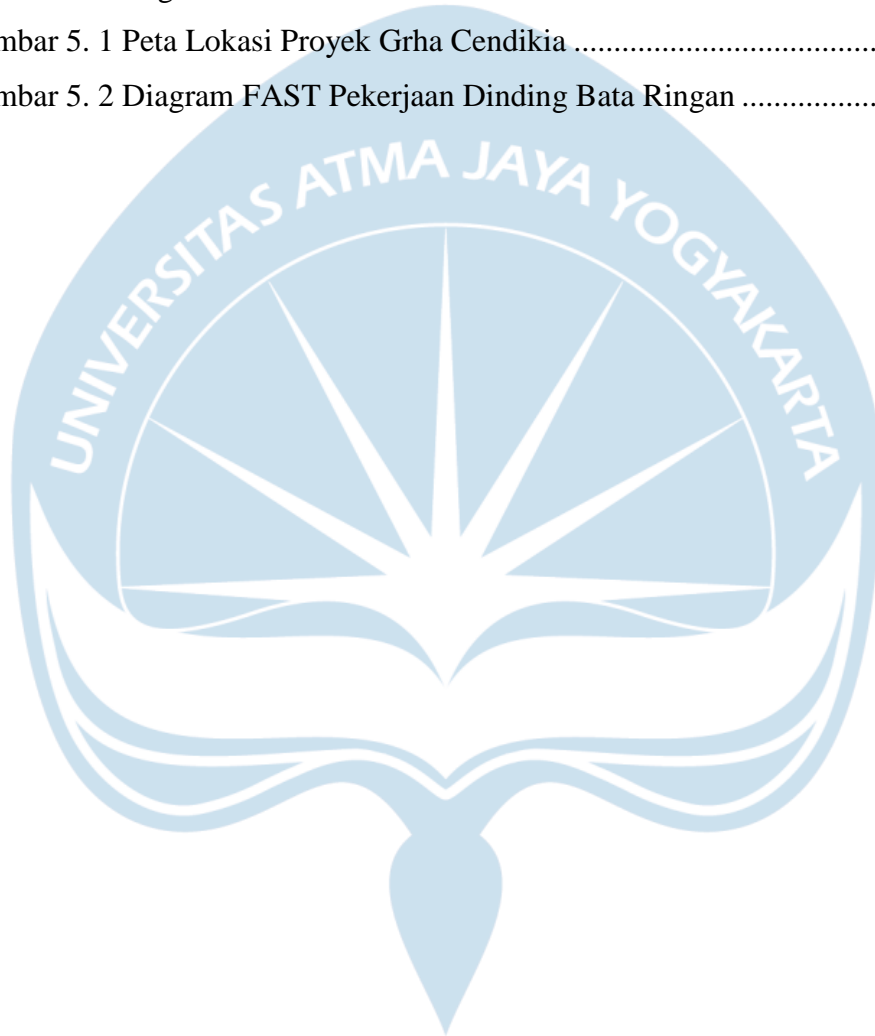 mbar 5. 1 Peta Lokasi Proyek Grha Cendikia ....................................
mbar 5. 2 Diagram FAST Pekerjaan Dinding Bata Ringan .................
UNIVERSITAS ATMA JAYA YOGYAKARTA